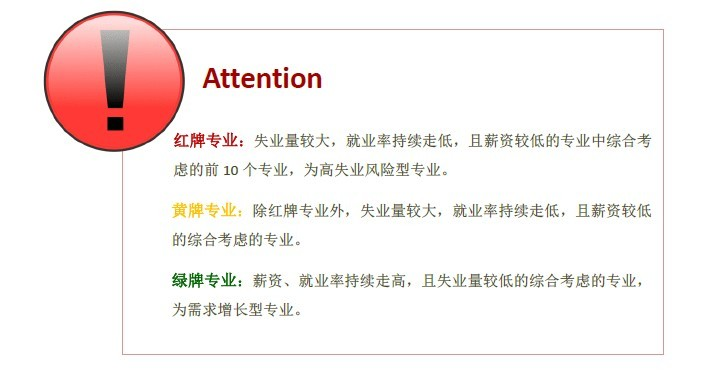 Attention
红牌专业：失业量较大，就业率持续走低，且薪资较低的专业中综合考
虑的前 10 个专业，为高失业风险型专业。
黄牌专业：除红牌专业外，失业量较大，就业率持续走低，且薪资较低
的综合考虑的专业。
绿牌专业：薪资、就业率持续走高，且失业量较低的综合考虑的专业，
为需求增长型专业。